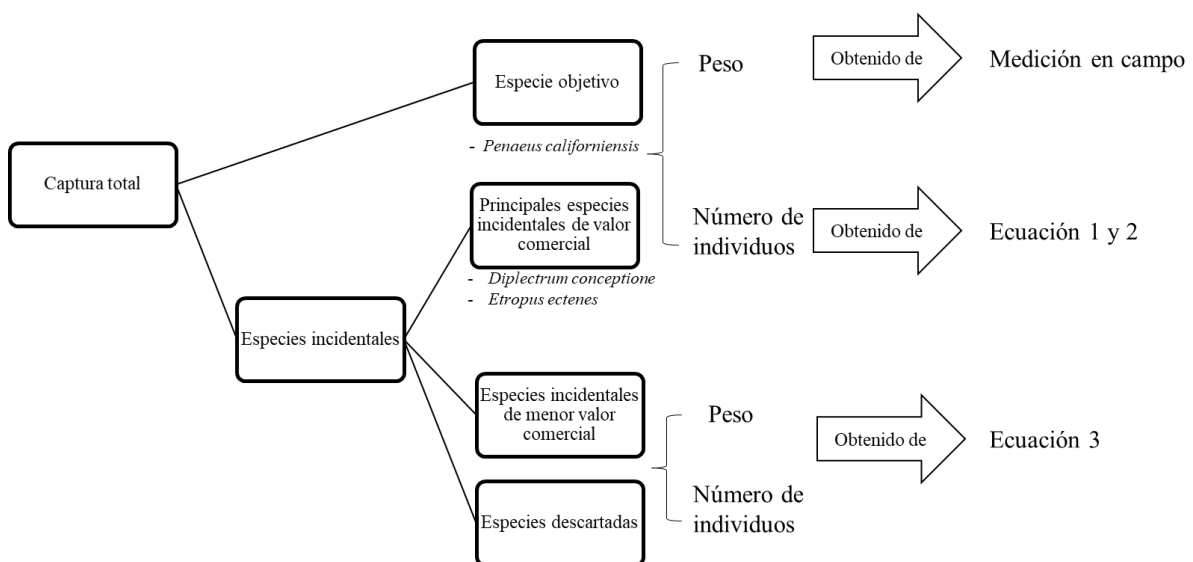 Captura total
Especie objetivo
- Penaeus californiensis
Principales especies
incidentales de valor
comercial
- Diplectrum conceptione
- Etropus ectenes
Especies incidentales
Especies incidentales
de menor valor
comercial
Especies descartadas
Peso
Obtenido de
Medición en campo
Número de
individuos
Obtenido de
Ecuación 1 y 2
Peso
Obtenido de
Ecuación 3
Número de
individuos